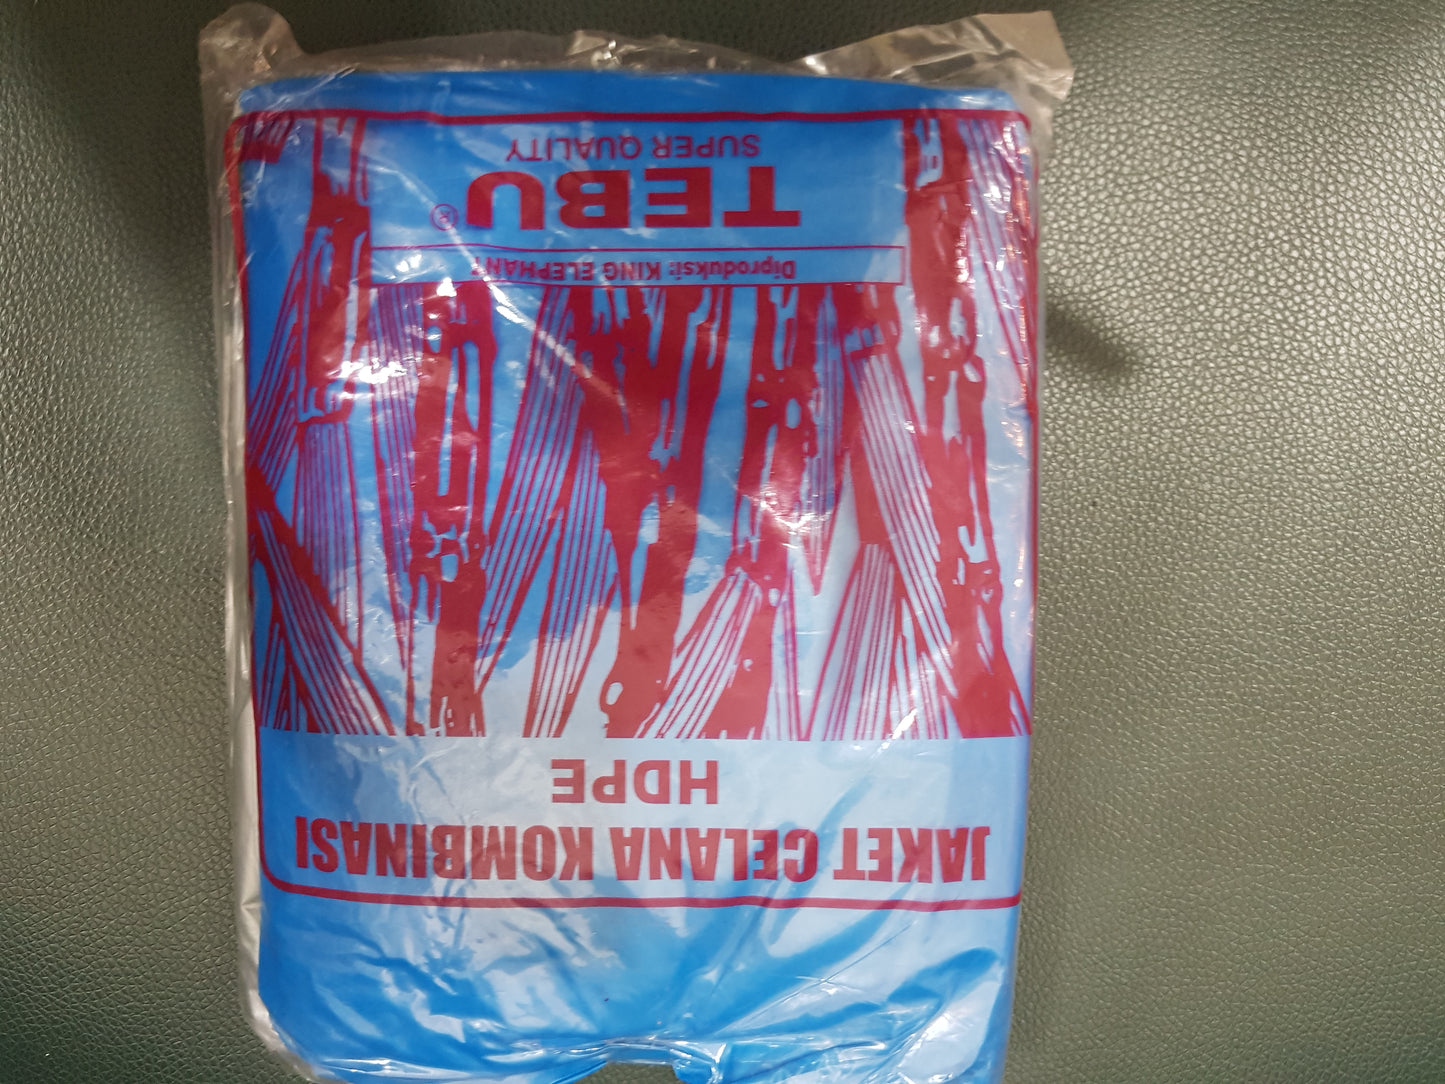 JAKET CELANA KOMBINASI
HDPE
Diproduksi: KING ELEPHANT
TEBU®
SUPER QUALITY